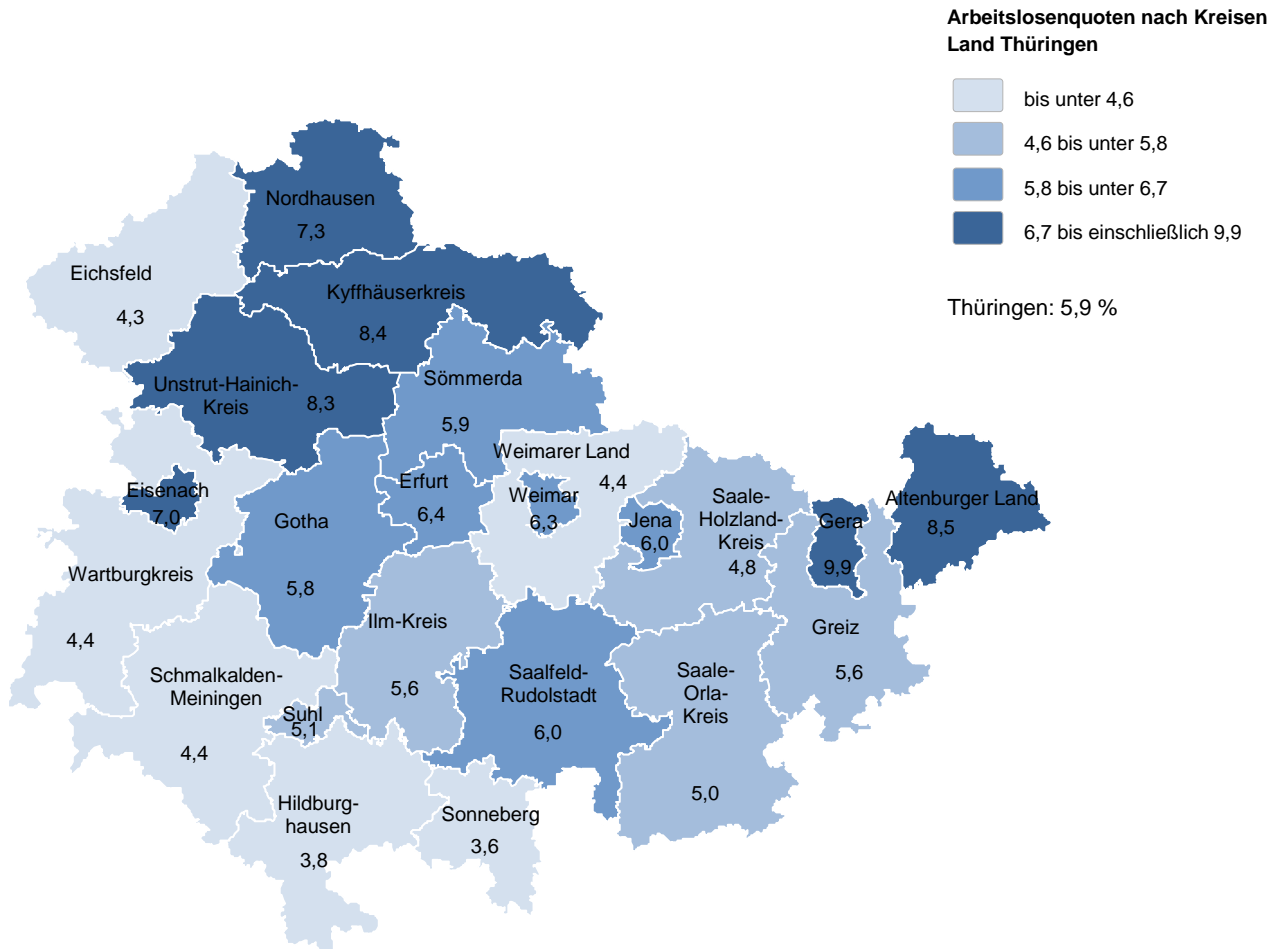 Arbeitslosenquoten nach Kreisen
Land Thüringen
bis unter 4,6
4,6 bis unter 5,8
5,8 bis unter 6,7
6,7 bis einschließlich 9,9
Thüringen: 5,9 %
Nordhausen
7,3
Eichsfeld
4,3
Kyffhäuserkreis
8,4
Unstrut-Hainich-
Kreis
8,3
Sömmerda
5,9
Weimarer Land
4,4
Eisenach
7,0
Gotha
5,8
Erfurt
6,4
Weimar
6,3
Jena
6,0
Saale-
Holzland-
Kreis
4,8
Gera
9,9
Altenburger Land
8,5
Wartburgkreis
4,4
Ilm-Kreis
5,6
Greiz
5,6
Schmalkalden-
Meiningen
4,4
Suhl
5,1
Saalfeld-
Rudolstadt
6,0
Saale-
Orla-
Kreis
5,0
Hildburg-
hausen
3,8
Sonneberg
3,6